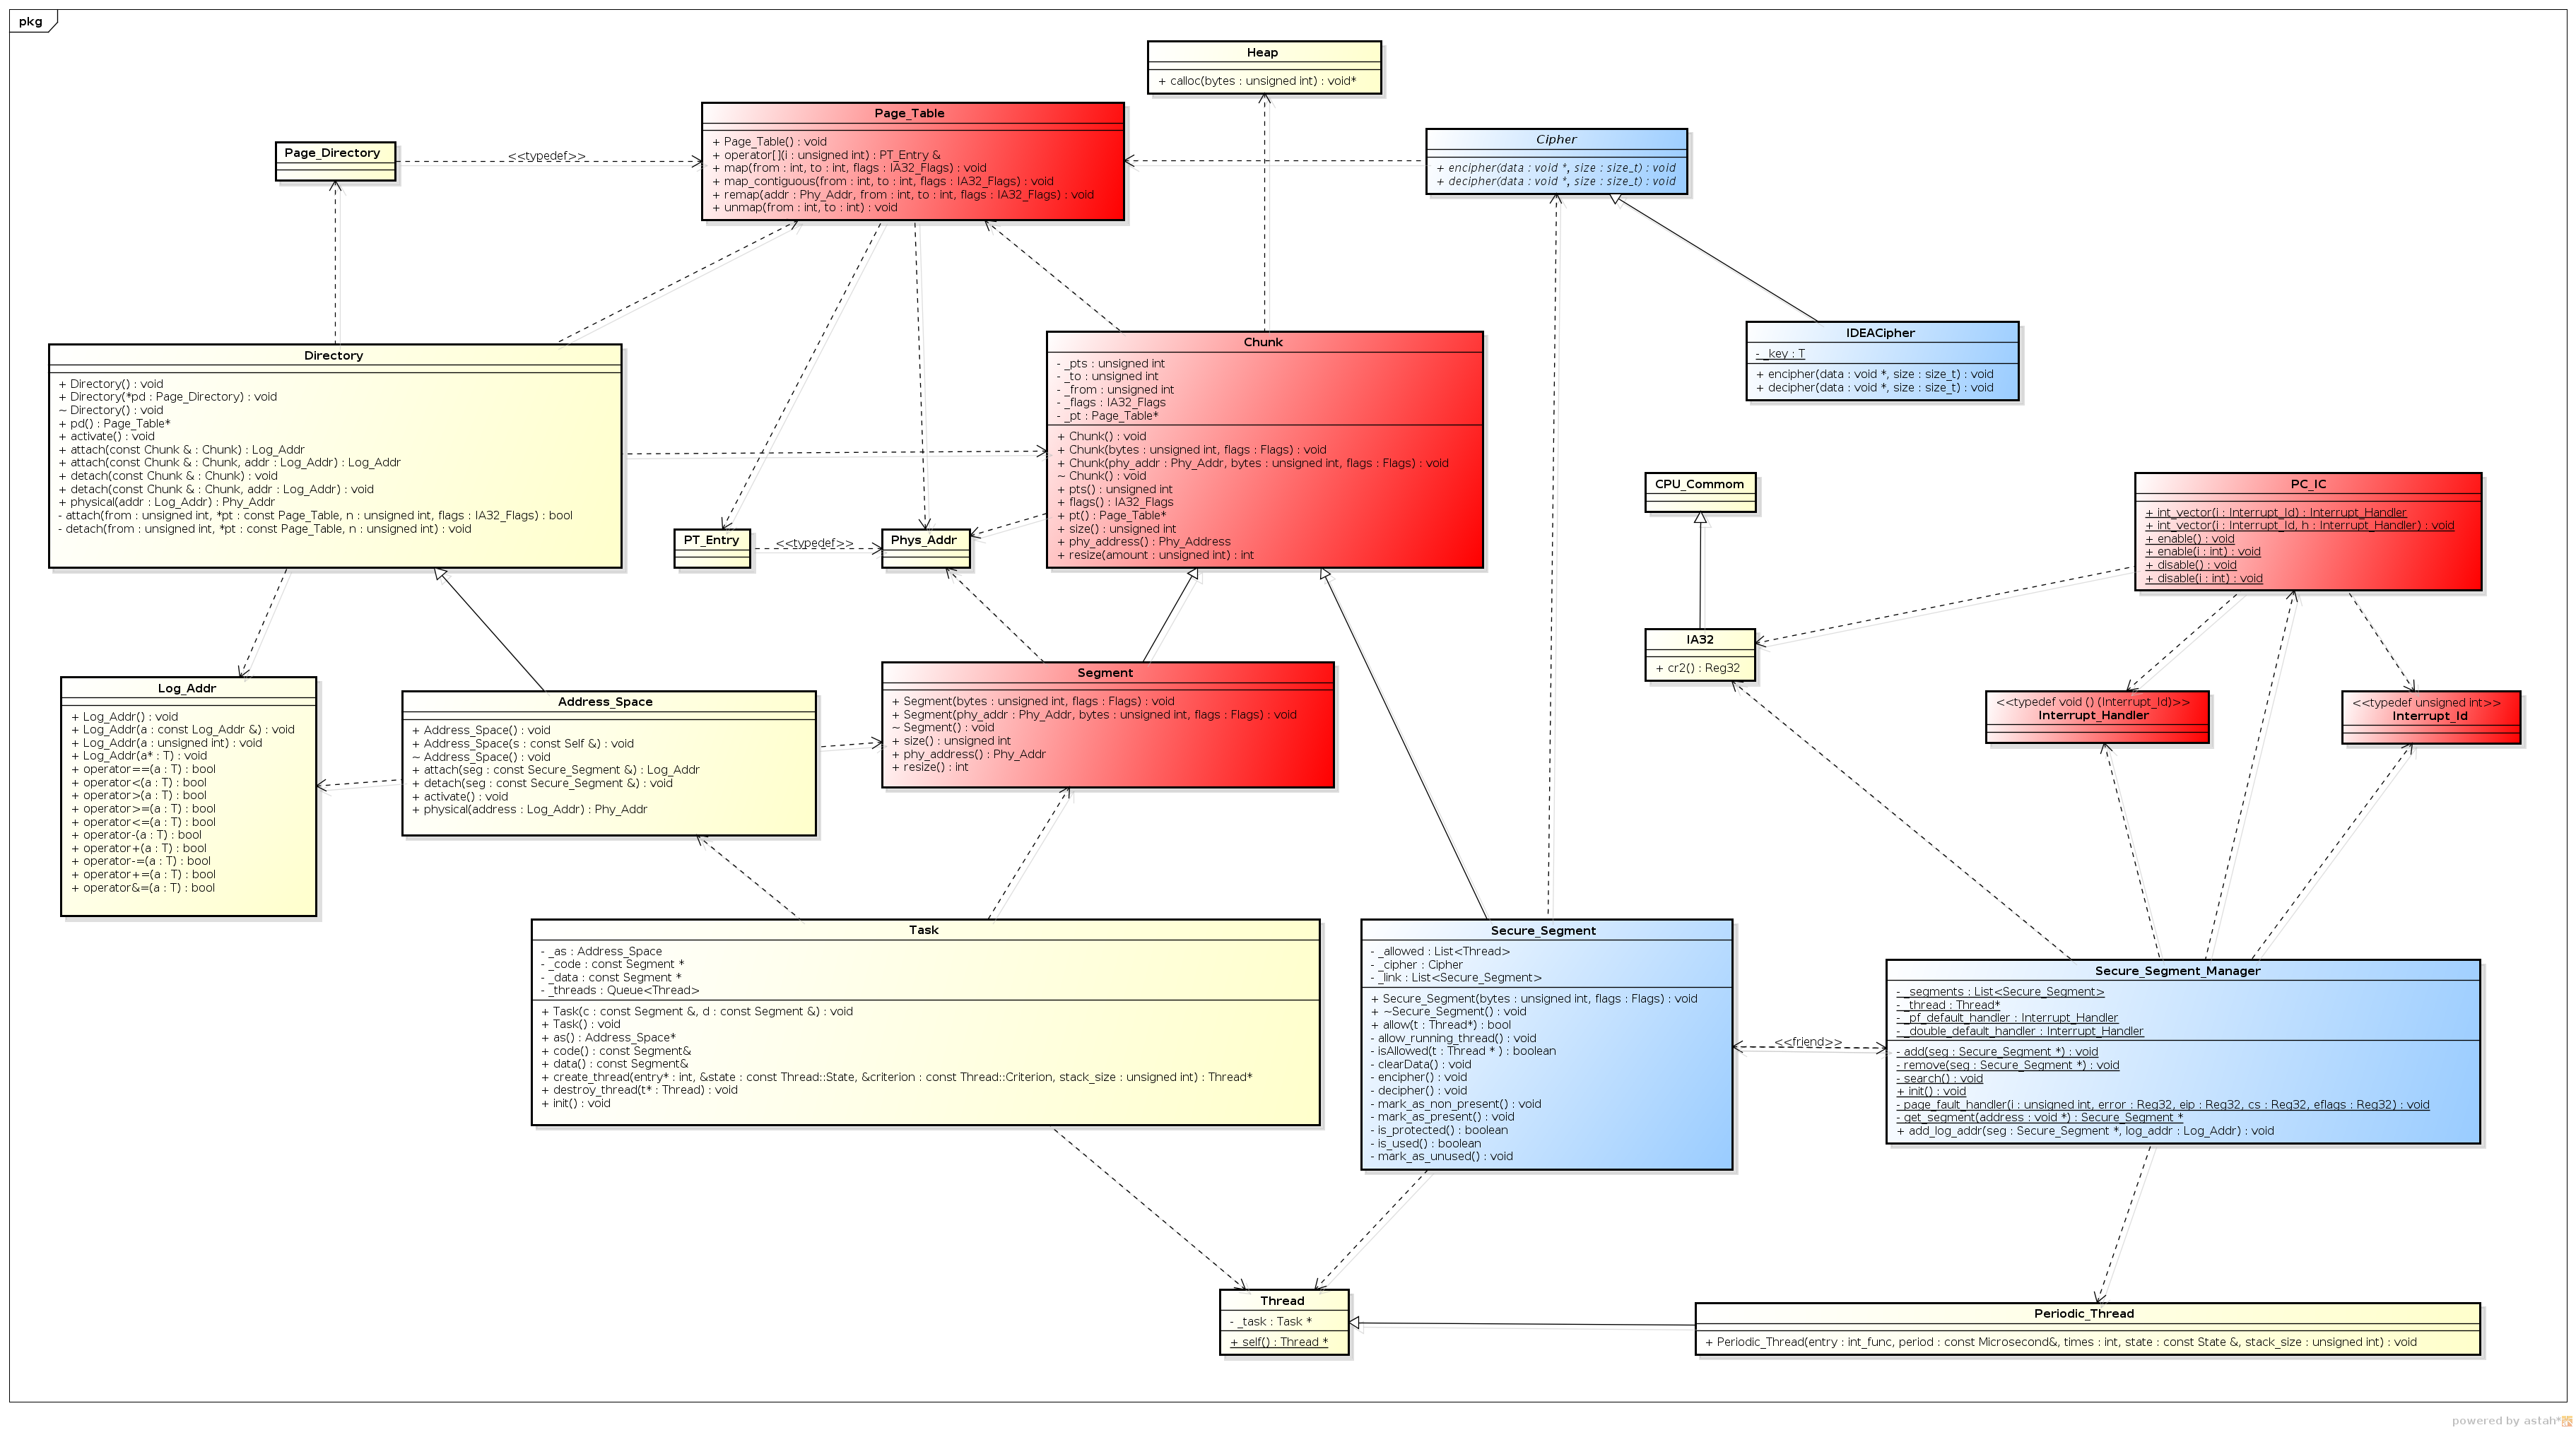 pkg
Heap
+ calloc(bytes : unsigned int) : void*
Page_Table
+ Page_Table() : void
+ operator[](i : unsigned int) : PT_Entry &
+ map(from : int, to : int, flags : IA32_Flags) : void
+ map_contiguous(from : int, to : int, flags : IA32_Flags) : void
+ remap(addr : Phy_Addr, from : int, to : int, flags : IA32_Flags) : void
+ unmap(from : int, to : int) : void
Page_Directory
<<typedef>>
Cipher
+ encipher(data : void *, size : size_t) : void
+ decipher(data : void *, size : size_t) : void
IDEACipher
- _key : T
+ encipher(data : void *, size : size_t) : void
+ decipher(data : void *, size : size_t) : void
Directory
+ Directory() : void
+ Directory(*pd : Page_Directory) : void
~ Directory() : void
+ pd() : Page_Table*
+ activate() : void
+ attach(const Chunk & : Chunk) : Log_Addr
+ attach(const Chunk & : Chunk, addr : Log_Addr) : Log_Addr
+ detach(const Chunk & : Chunk) : void
+ detach(const Chunk & : Chunk, addr : Log_Addr) : void
+ physical(addr : Log_Addr) : Phy_Addr
- attach(from : unsigned int, *pt : const Page_Table, n : unsigned int, flags : IA32_Flags) : bool
- detach(from : unsigned int, *pt : const Page_Table, n : unsigned int) : void
Chunk
- _pts : unsigned int
- _to : unsigned int
- _from : unsigned int
- _flags : IA32_Flags
- _pt : Page_Table*
+ Chunk() : void
+ Chunk(bytes : unsigned int, flags : Flags) : void
+ Chunk(phy_addr : Phy_Addr, bytes : unsigned int, flags : Flags) : void
~ Chunk() : void
+ pts() : unsigned int
+ flags() : IA32_Flags
+ pt() : Page_Table*
+ size() : unsigned int
+ phy_address() : Phy_Address
+ resize(amount : unsigned int) : int
PT_Entry
<<typedef>>
Phys_Addr
CPU_Commom
IA32
+ cr2() : Reg32
PC_IC
+ int_vector(i : Interrupt_Id) : Interrupt_Handler
+ int_vector(i : Interrupt_Id, h : Interrupt_Handler) : void
+ enable() : void
+ enable(i : int) : void
+ disable() : void
+ disable(i : int) : void
<<typedef void () (Interrupt_Id)>>
Interrupt_Handler
<<typedef unsigned int>>
Interrupt_Id
Log_Addr
+ Log_Addr() : void
+ Log_Addr(a : const Log_Addr &) : void
+ Log_Addr(a : unsigned int) : void
+ Log_Addr(a* : T) : void
+ operator==(a : T) : bool
+ operator<(a : T) : bool
+ operator>(a : T) : bool
+ operator>=(a : T) : bool
+ operator<=(a : T) : bool
+ operator-(a : T) : bool
+ operator+(a : T) : bool
+ operator-=(a : T) : bool
+ operator+=(a : T) : bool
+ operator&=(a : T) : bool
Address_Space
+ Address_Space() : void
+ Address_Space(s : const Self &) : void
~ Address_Space() : void
+ attach(seg : const Secure_Segment &) : Log_Addr
+ detach(seg : const Secure_Segment &) : void
+ activate() : void
+ physical(address : Log_Addr) : Phy_Addr
Segment
+ Segment(bytes : unsigned int, flags : Flags) : void
+ Segment(phy_addr : Phy_Addr, bytes : unsigned int, flags : Flags) : void
~ Segment() : void
+ size() : unsigned int
+ phy_address() : Phy_Addr
+ resize() : int
Task
- _as : Address_Space
- _code : const Segment *
- _data : const Segment *
- _threads : Queue<Thread>
+ Task(c : const Segment &, d : const Segment &) : void
+ Task() : void
+ as() : Address_Space*
+ code() : const Segment&
+ data() : const Segment&
+ create_thread(entry* : int, &state : const Thread::State, &criterion : const Thread::Criterion, stack_size : unsigned int) : Thread*
+ destroy_thread(t* : Thread) : void
+ init() : void
Secure_Segment
- _allowed : List<Thread>
- _cipher : Cipher
- _link : List<Secure_Segment>
+ Secure_Segment(bytes : unsigned int, flags : Flags) : void
+ ~Secure_Segment() : void
+ allow(t : Thread*) : bool
- allow_running_thread() : void
- isAllowed(t : Thread * ) : boolean
- clearData() : void
- encipher() : void
- decipher() : void
- mark_as_non_present() : void
- mark_as_present() : void
- is_protected() : boolean
- is_used() : boolean
- mark_as_unused() : void
<<friend>>
Secure_Segment_Manager
- _segments : List<Secure_Segment>
- _thread : Thread*
- _pf_default_handler : Interrupt_Handler
- _double_default_handler : Interrupt_Handler
- add(seg : Secure_Segment *) : void
- remove(seg : Secure_Segment *) : void
- search() : void
+ init() : void
- page_fault_handler(i : unsigned int, error : Reg32, eip : Reg32, cs : Reg32, eflags : Reg32) : void
- get_segment(address : void *) : Secure_Segment *
+ add_log_addr(seg : Secure_Segment *, log_addr : Log_Addr) : void
Thread
- _task : Task *
+ self() : Thread *
Periodic_Thread
+ Periodic_Thread(entry : int_func, period : const Microsecond&, times : int, state : const State &, stack_size : unsigned int) : void
powered by astah*